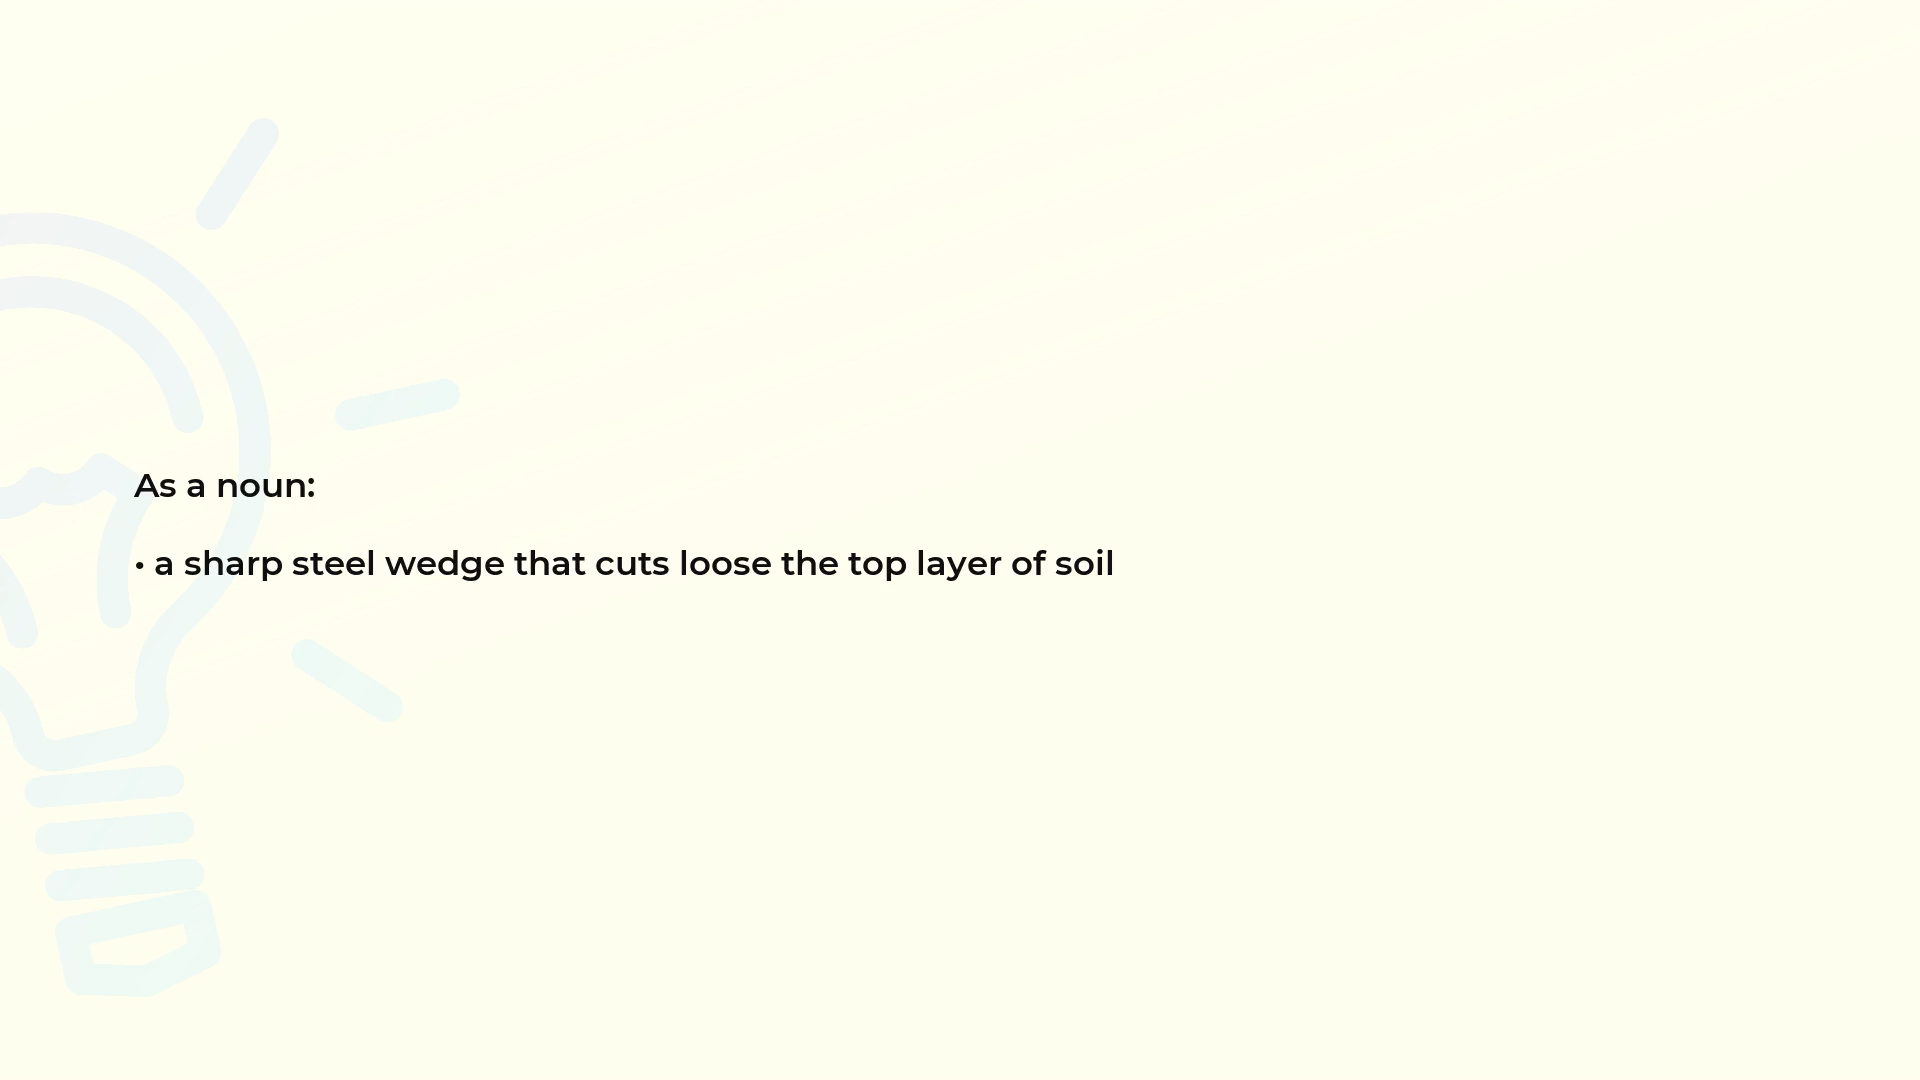 As a noun:
• a sharp steel wedge that cuts loose the top layer of soil